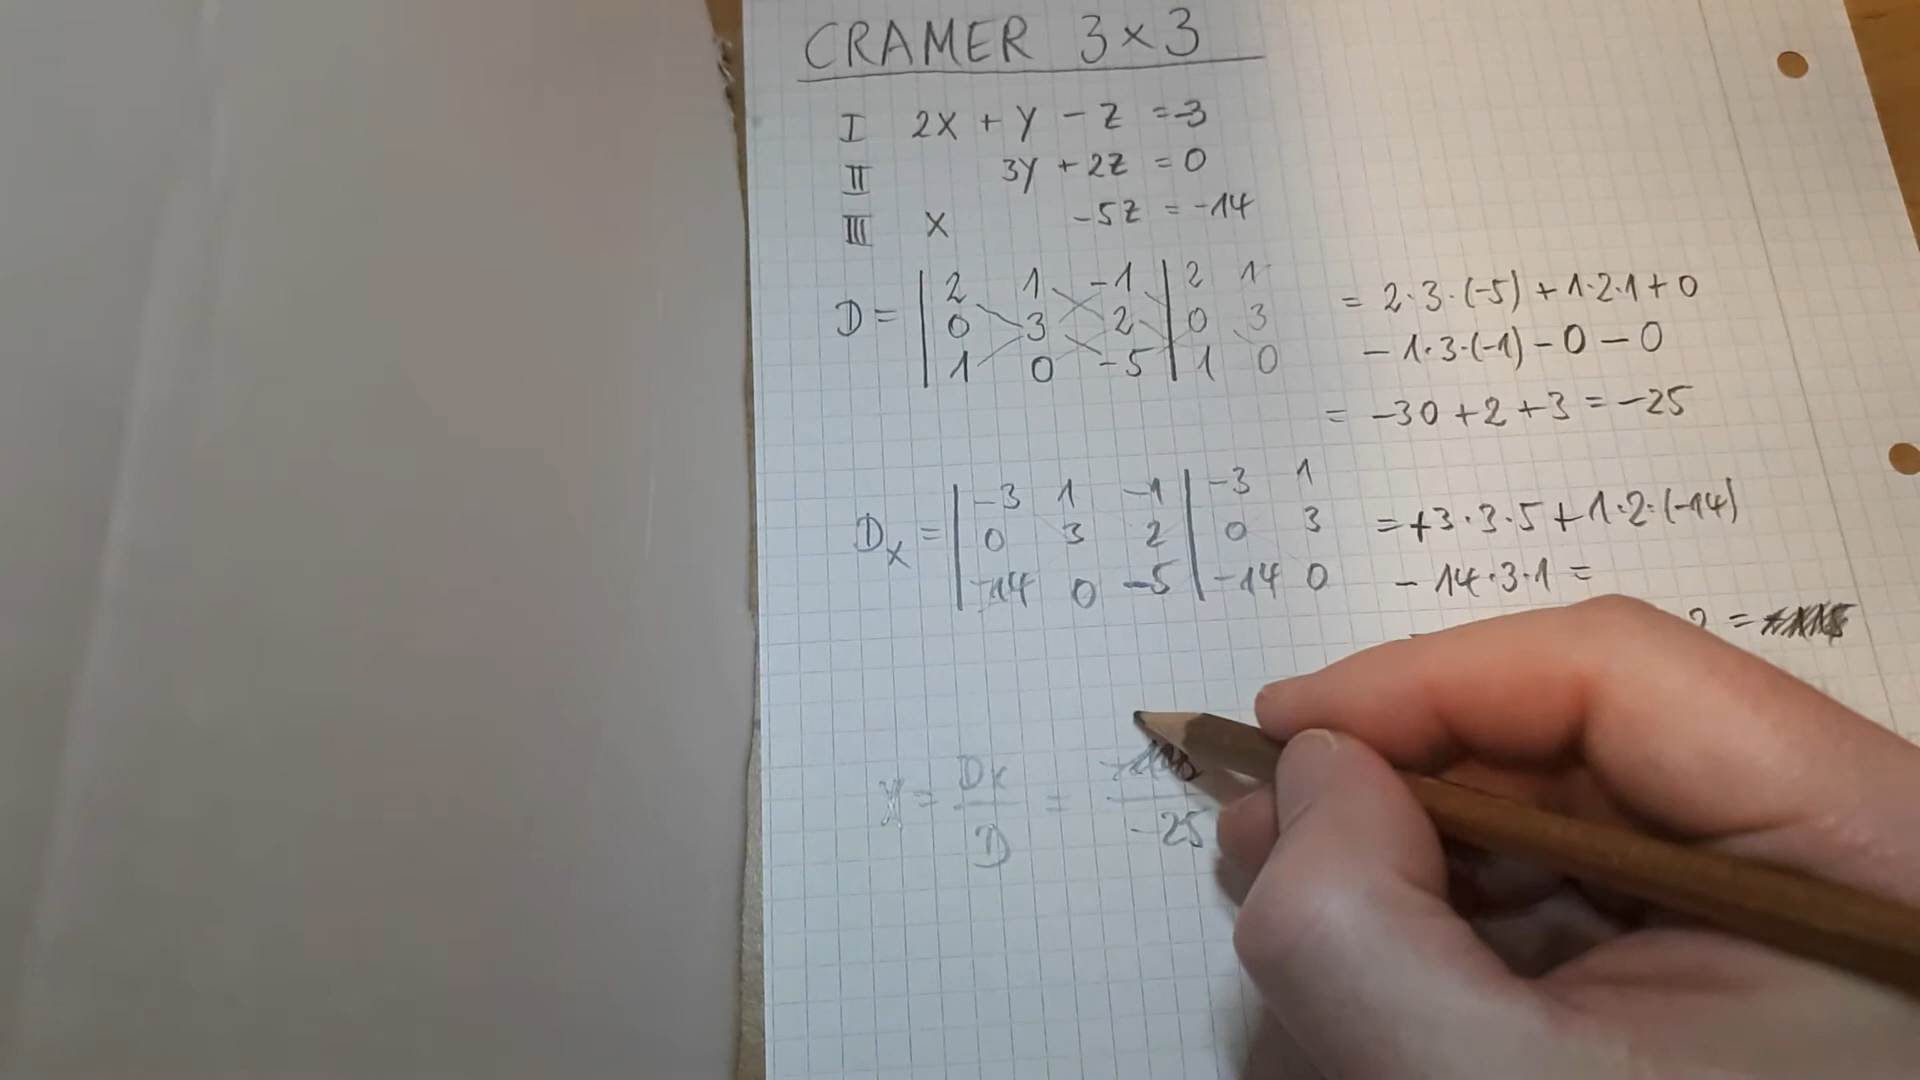 CRAMER 3×3
I 2x + y - z = -3
II 3y + 2z = 0
III x -5z = -14
D = | 2 1 -1 | 2 1 = 2·3·(-5) + 1·2·1 + 0
0 3 2 | 0 3 - 1·3·(-1) - 0 - 0
1 0 -5 | 1 0
= -30 + 2 + 3 = -25
Dx = | -3 1 -1 | -3 1
0 3 2 | 0 3 = +3·3·5 + 1·2·(-14)
-14 0 -5 | -14 0 - 14·3·1 =
=
x = Dx / D = / -25